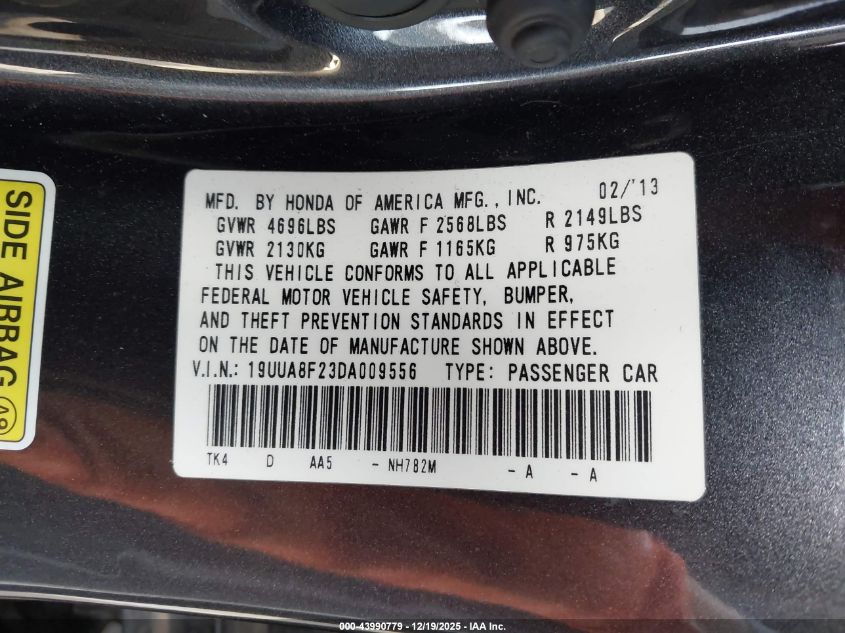 MFD. BY HONDA OF AMERICA MFG., INC. 02/'13
GVWR 4696LBS GAWR F 2568LBS R 2149LBS
GVWR 2130KG GAWR F 1165KG R 975KG
THIS VEHICLE CONFORMS TO ALL APPLICABLE
FEDERAL MOTOR VEHICLE SAFETY, BUMPER,
AND THEFT PREVENTION STANDARDS IN EFFECT
ON THE DATE OF MANUFACTURE SHOWN ABOVE.
V.I.N.: 19UUA8F23DA009556 TYPE: PASSENGER CAR
TK4 D AA5 - NH782M - A - A
SIDE AIRBAG
000-43990779 - 12/19/2025 - IAA Inc.